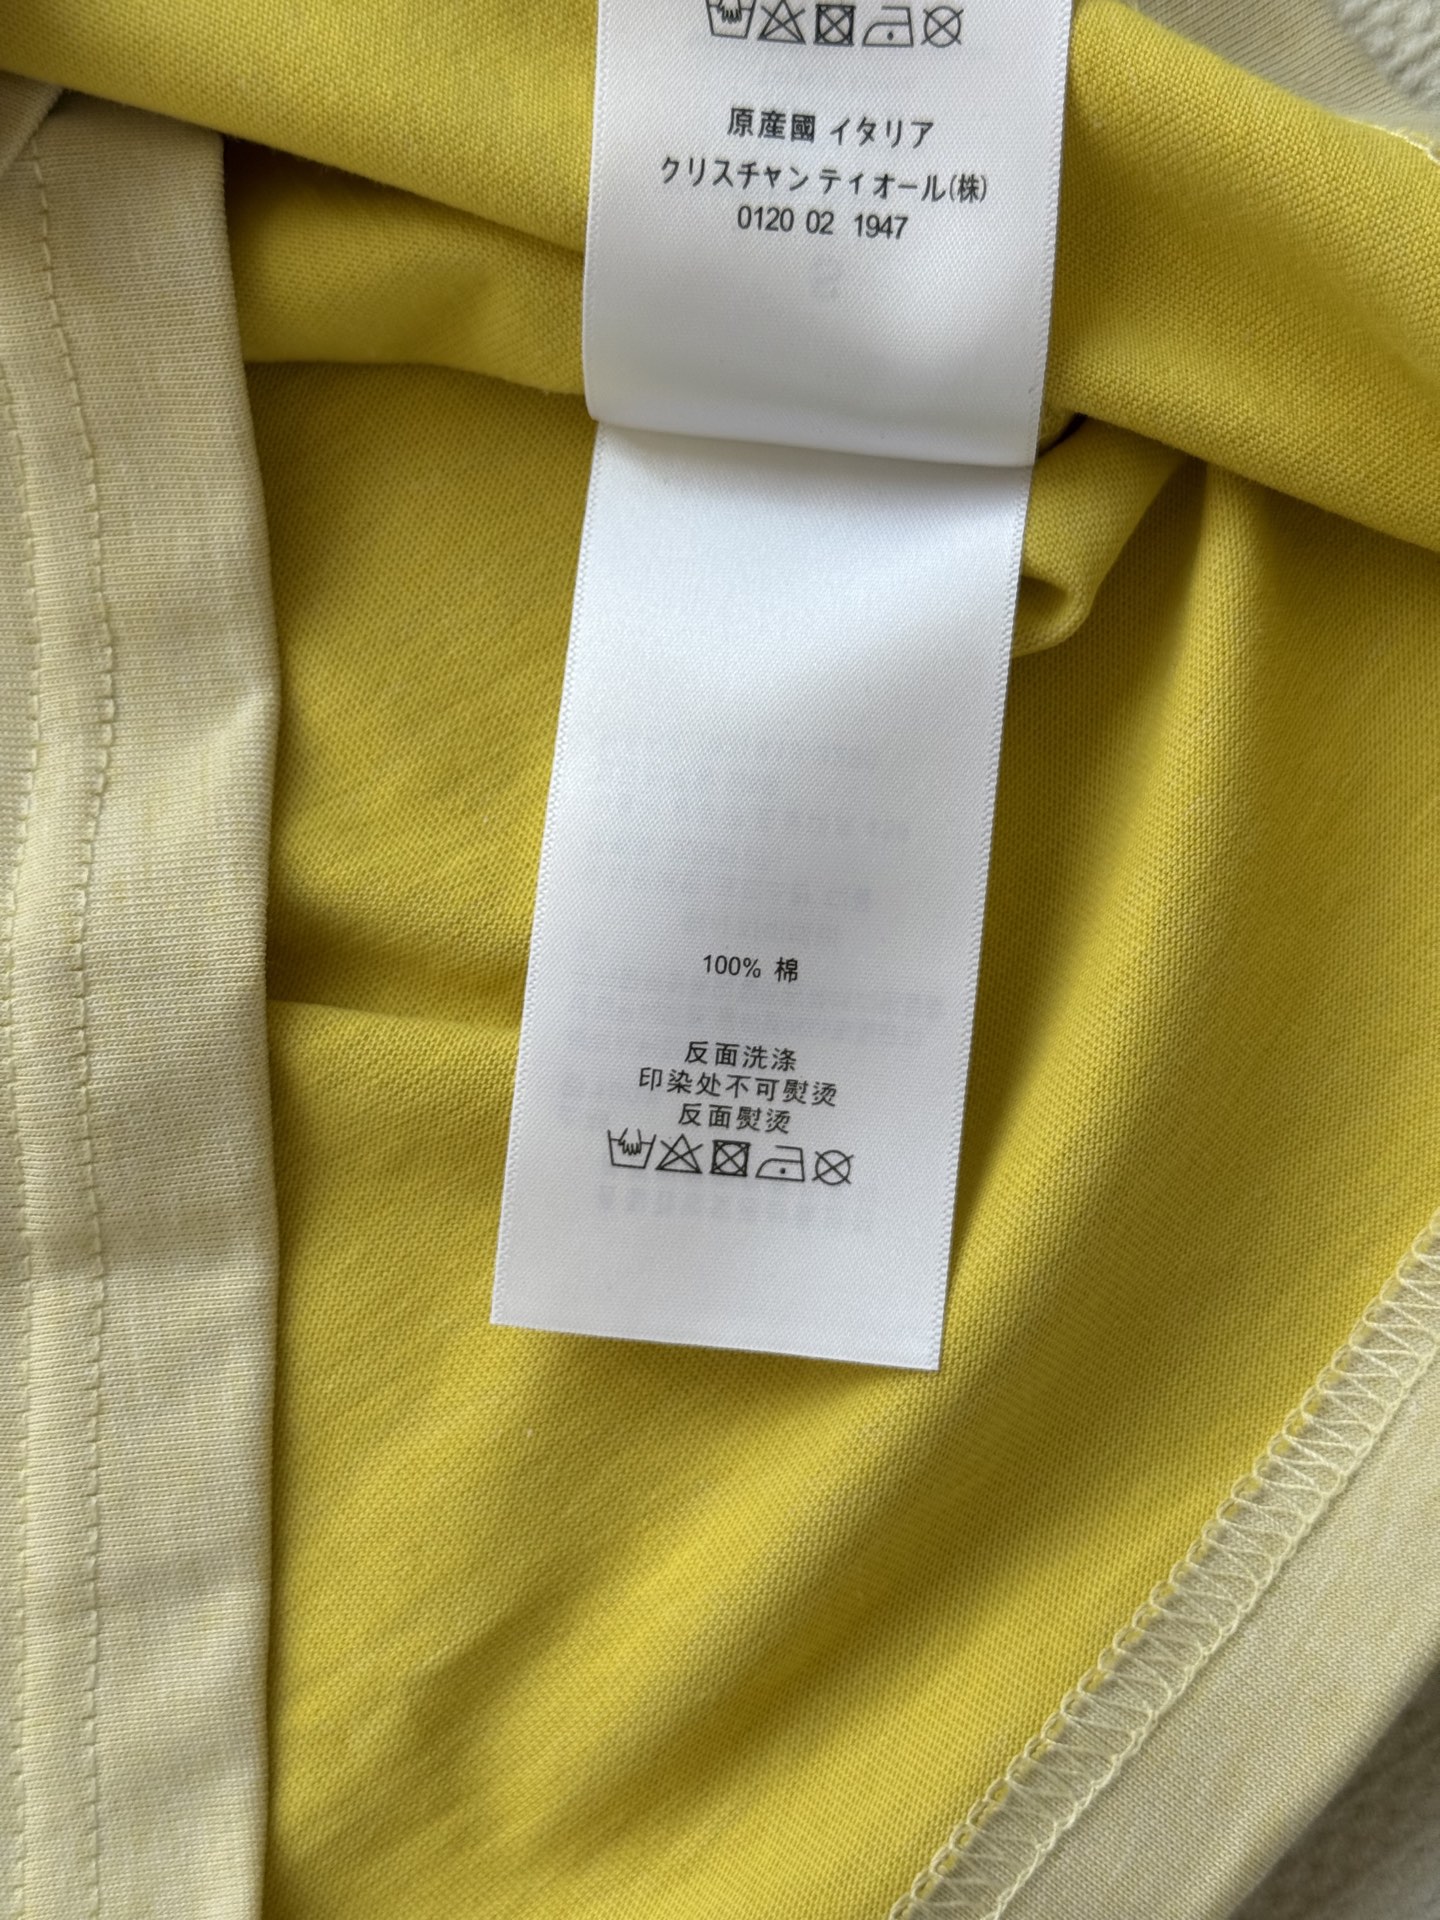 原産國 イタリア
クリスチャン ティオール(株)
0120 02 1947
100% 棉
反面洗涤
印染处不可熨烫
反面熨烫